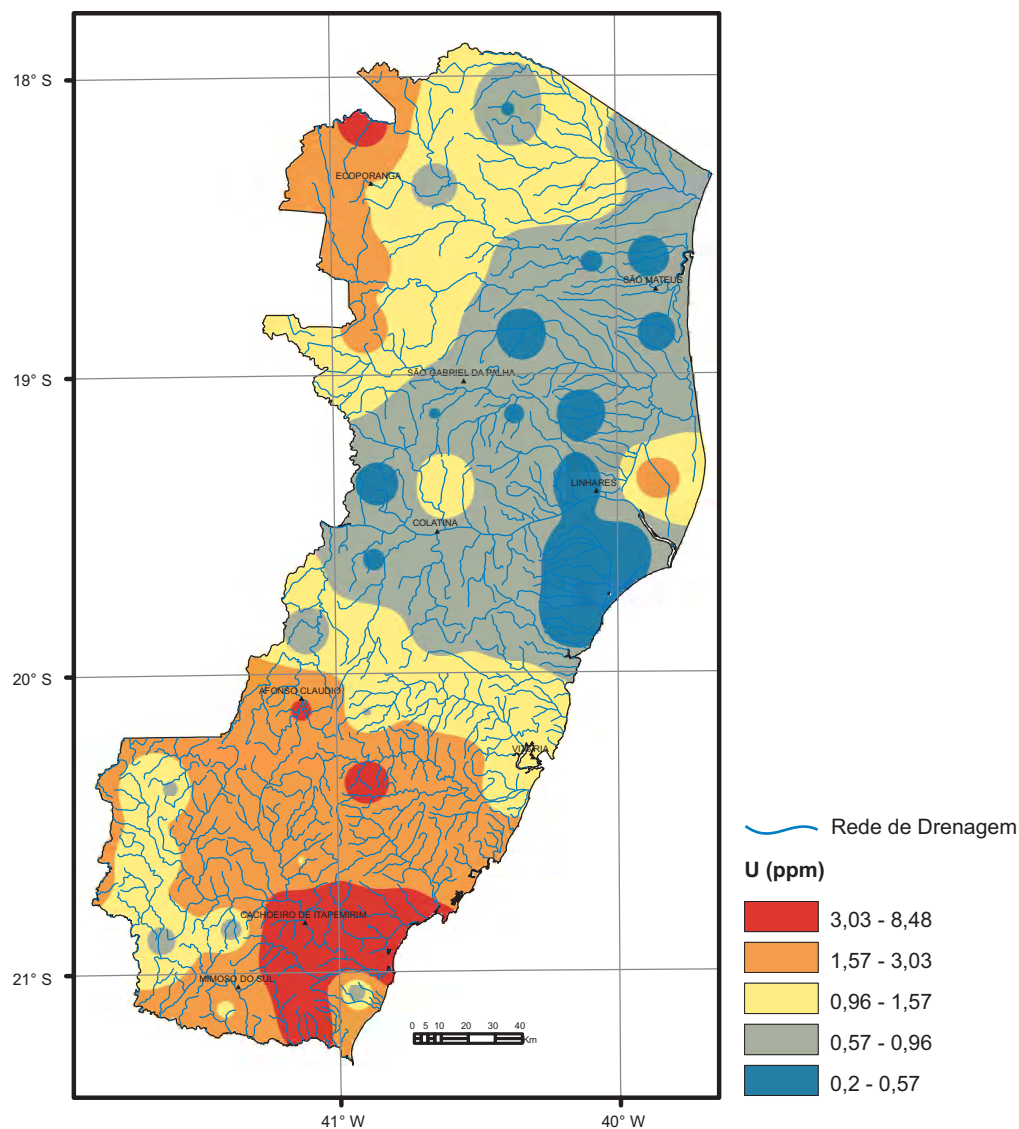 18° S
ECOPORANGA
SÃO MATEUS
19° S
SÃO GABRIEL DA PALHA
LINHARES
COLATINA
20° S
AFONSO CLAUDIO
VITÓRIA
CACHOEIRO DE ITAPEMIRIM
21° S
MIMOSO DO SUL
0 5 10 20 30 40
Km
41° W
40° W
Rede de Drenagem
U (ppm)
3,03 - 8,48
1,57 - 3,03
0,96 - 1,57
0,57 - 0,96
0,2 - 0,57